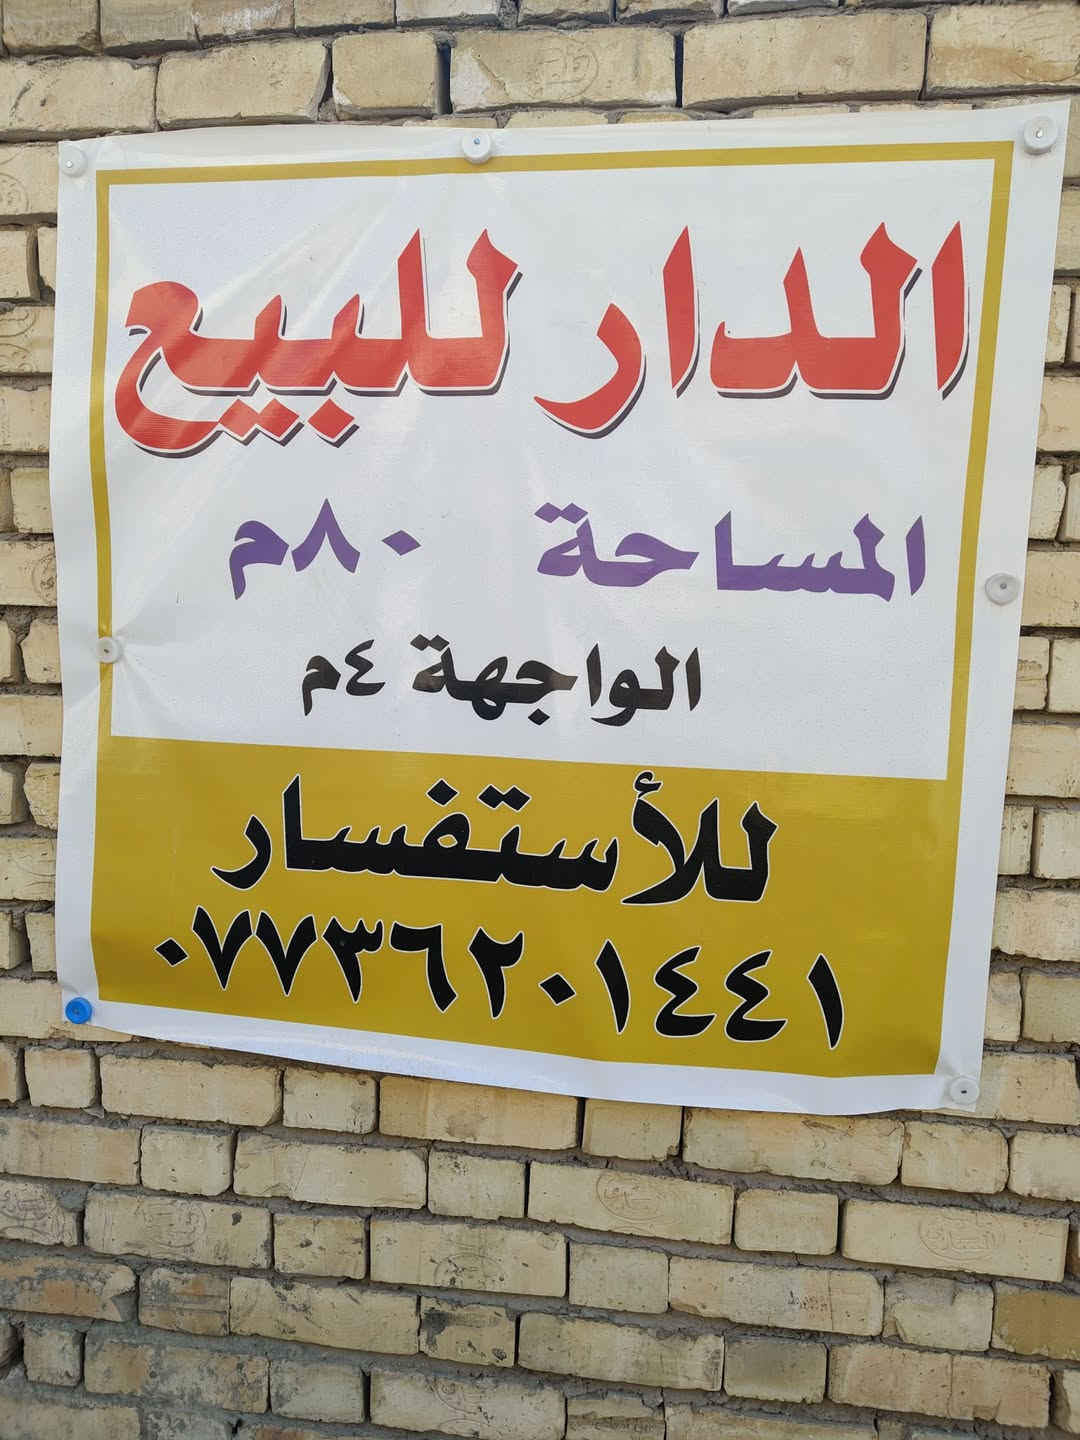 الدار للبيع
المساحة ٨٠م
الواجهة ٤م
للأستفسار
٠٧٧٣٦٢٠١٤٤١